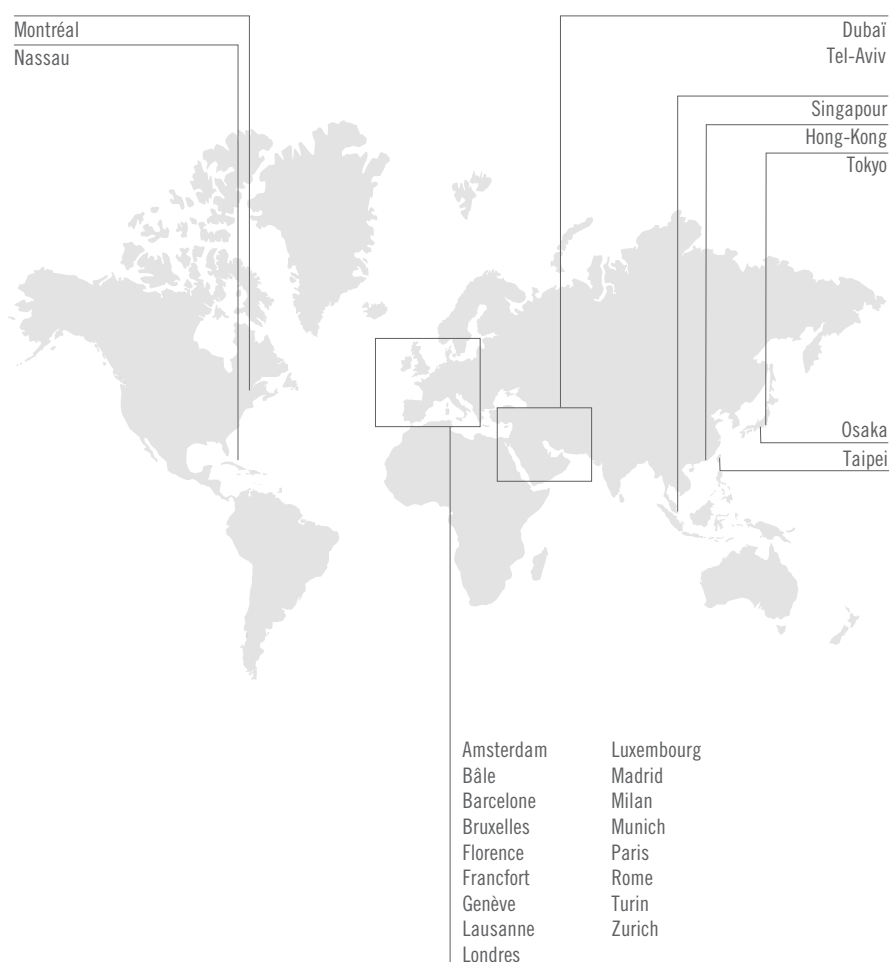 Montréal
Nassau
Dubaï
Tel-Aviv
Singapour
Hong-Kong
Tokyo
Osaka
Taipei
Amsterdam
Bâle
Barcelone
Bruxelles
Florence
Francfort
Genève
Lausanne
Londres
Luxembourg
Madrid
Milan
Munich
Paris
Rome
Turin
Zurich